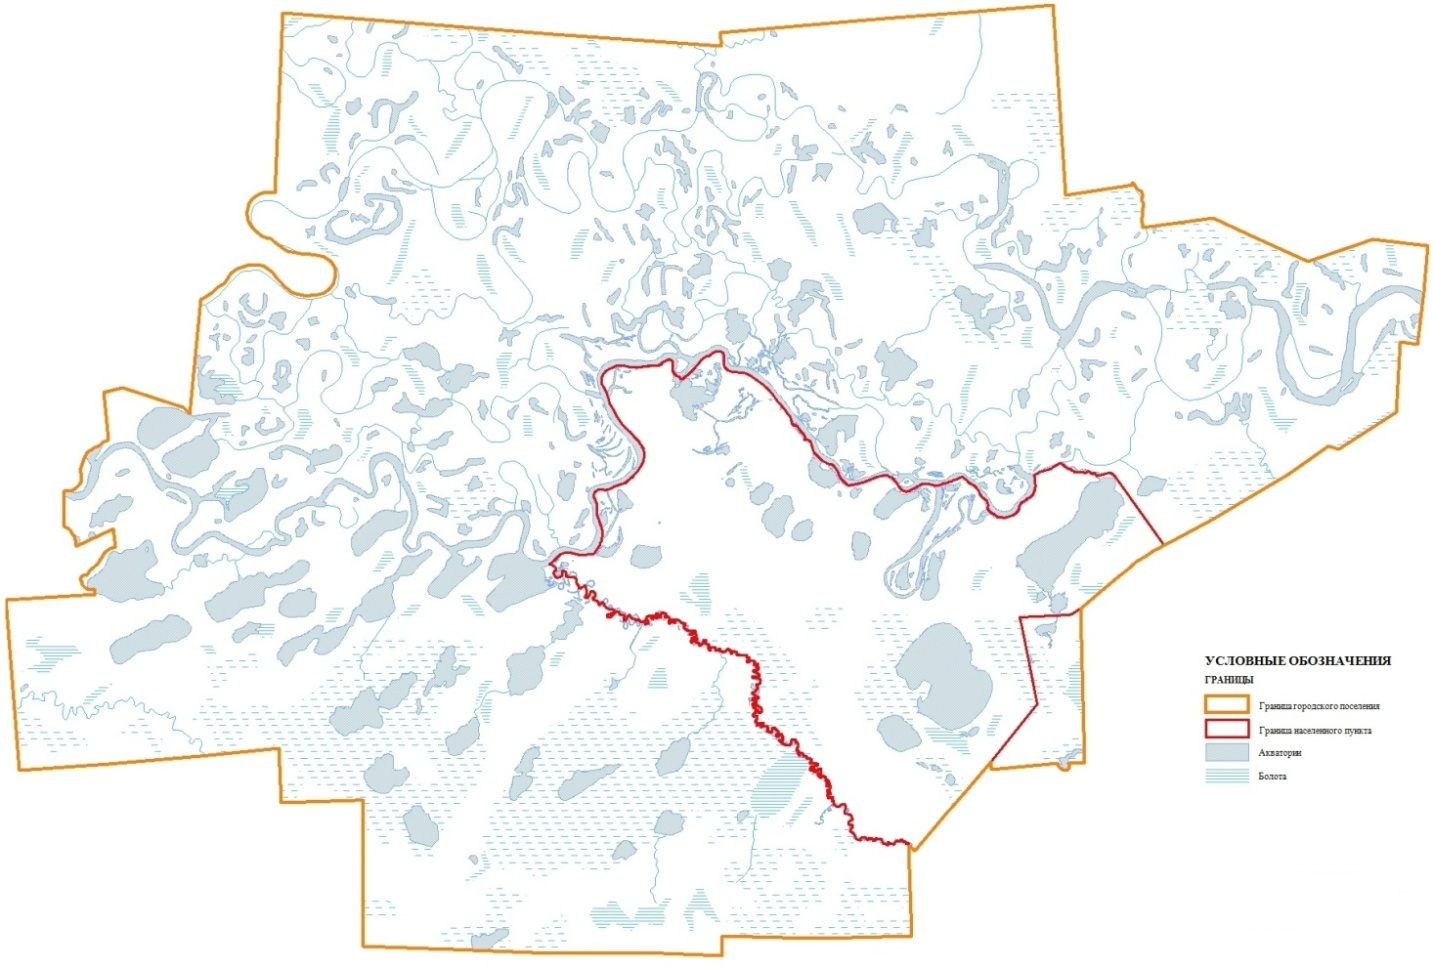 УСЛОВНЫЕ ОБОЗНАЧЕНИЯ
ГРАНИЦЫ
Граница городского поселения
Граница населенного пункта
Акватории
Болота